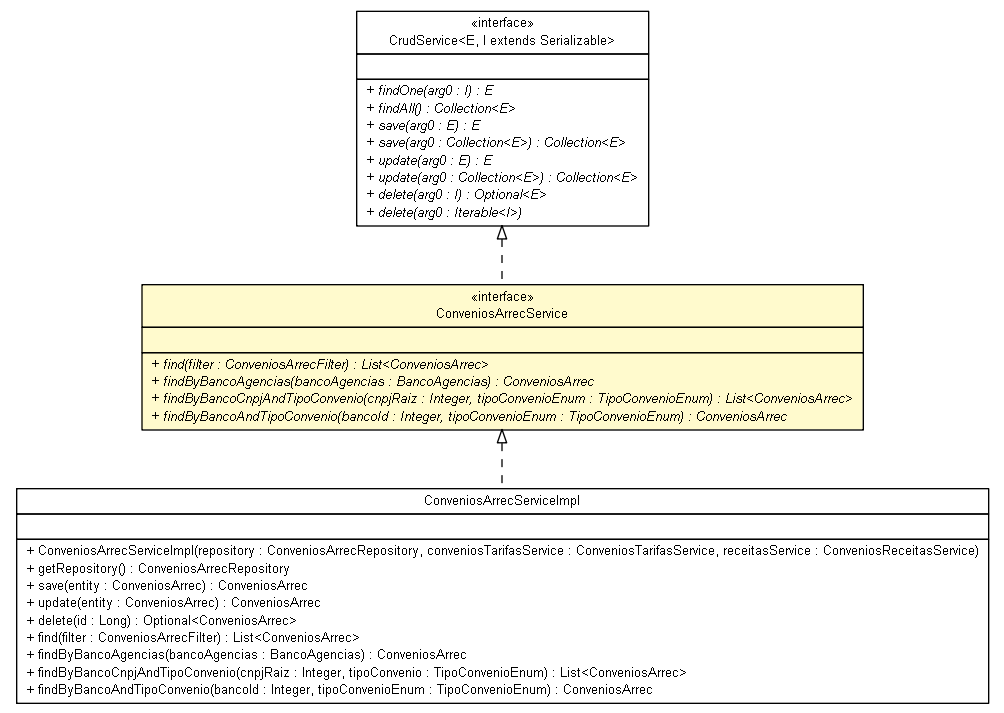 «interface»
CrudService<E, I extends Serializable>
+ findOne(arg0 : I) : E
+ findAll() : Collection<E>
+ save(arg0 : E) : E
+ save(arg0 : Collection<E>) : Collection<E>
+ update(arg0 : E) : E
+ update(arg0 : Collection<E>) : Collection<E>
+ delete(arg0 : I) : Optional<E>
+ delete(arg0 : Iterable<I>)
«interface»
ConveniosArrecService
+ find(filter : ConveniosArrecFilter) : List<ConveniosArrec>
+ findByBancoAgencias(bancoAgencias : BancoAgencias) : ConveniosArrec
+ findByBancoCnpjAndTipoConvenio(cnpjRaiz : Integer, tipoConvenioEnum : TipoConvenioEnum) : List<ConveniosArrec>
+ findByBancoAndTipoConvenio(bancoId : Integer, tipoConvenioEnum : TipoConvenioEnum) : ConveniosArrec
ConveniosArrecServiceImpl
+ ConveniosArrecServiceImpl(repository : ConveniosArrecRepository, conveniosTarifasService : ConveniosTarifasService, receitasService : ConveniosReceitasService)
+ getRepository() : ConveniosArrecRepository
+ save(entity : ConveniosArrec) : ConveniosArrec
+ update(entity : ConveniosArrec) : ConveniosArrec
+ delete(id : Long) : Optional<ConveniosArrec>
+ find(filter : ConveniosArrecFilter) : List<ConveniosArrec>
+ findByBancoAgencias(bancoAgencias : BancoAgencias) : ConveniosArrec
+ findByBancoCnpjAndTipoConvenio(cnpjRaiz : Integer, tipoConvenio : TipoConvenioEnum) : List<ConveniosArrec>
+ findByBancoAndTipoConvenio(bancoId : Integer, tipoConvenioEnum : TipoConvenioEnum) : ConveniosArrec